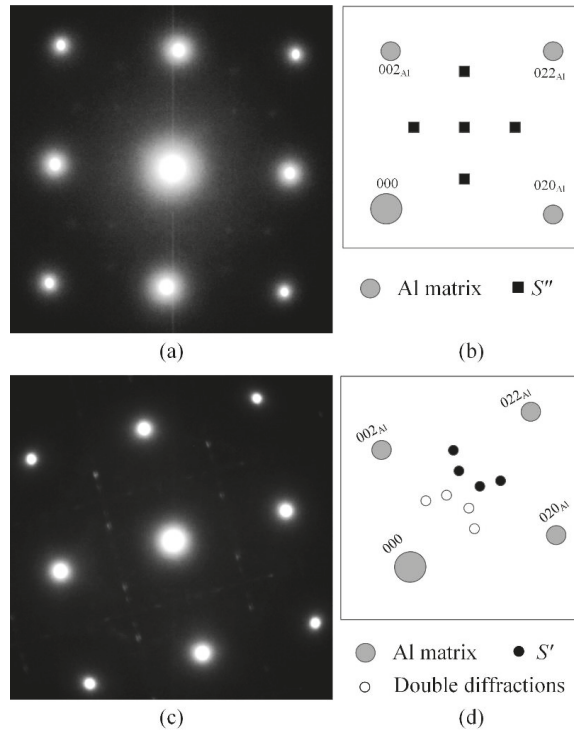 002Al
022Al
000
020Al
Al matrix
S″
(a)
(b)
022Al
002Al
020Al
000
Al matrix
S′
Double diffractions
(c)
(d)